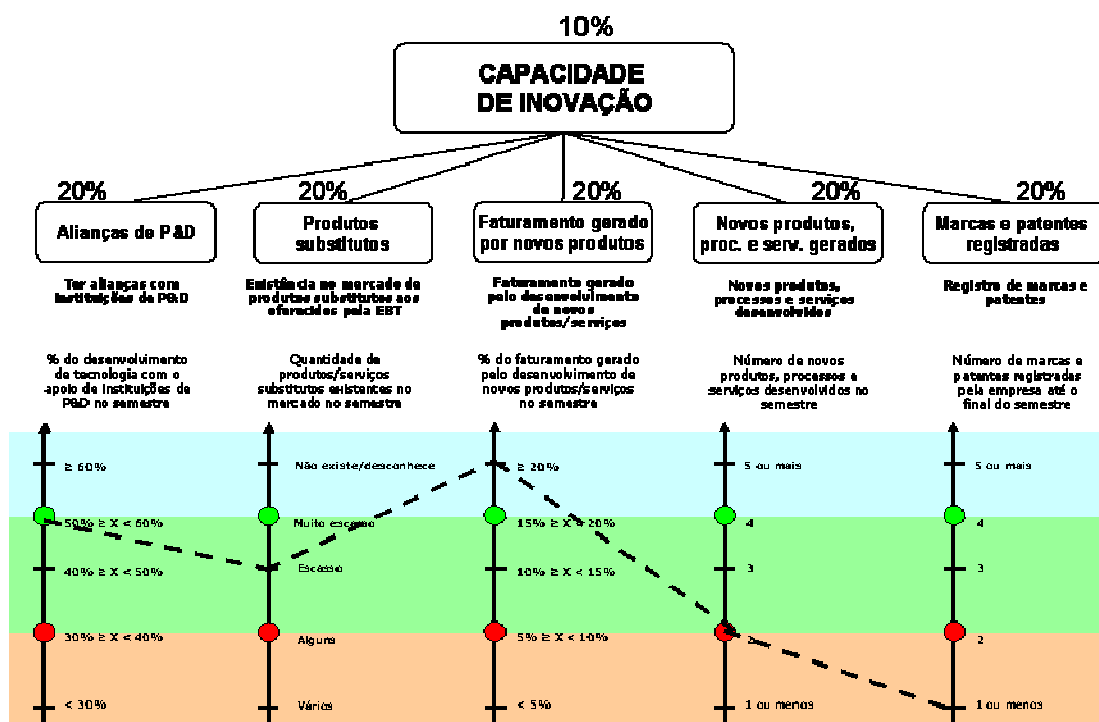 10%
CAPACIDADE
DE INOVAÇÃO
20%
Alianças de P&D
20%
Produtos
substitutos
20%
Faturamento gerado
por novos produtos
20%
Novos produtos,
proc. e serv. gerados
20%
Marcas e patentes
registradas
Ter alianças com
instituições de P&D
Existência no mercado de
produtos substitutos aos
oferecidos pela EBT
Faturamento gerado
pelo desenvolvimento
de novos
produtos/serviços
Novos produtos,
processos e serviços
desenvolvidos
Registro de marcas e
patentes
% do desenvolvimento
de tecnologia com o
apoio de instituições de
P&D no semestre
Quantidade de
produtos/serviços
substitutos existentes no
mercado no semestre
% do faturamento gerado
pelo desenvolvimento de
novos produtos/serviços
no semestre
Número de novos
produtos, processos e
serviços desenvolvidos no
semestre
Número de marcas e
patentes registradas
pela empresa até o
final do semestre
≥ 60%
Não existe/desconhece
≥ 20%
5 ou mais
5 ou mais
50% ≥ X < 60%
Muito escasso
15% ≥ X < 20%
4
4
40% ≥ X < 50%
Escasso
10% ≥ X < 15%
3
3
30% ≥ X < 40%
Alguns
5% ≥ X < 10%
2
2
< 30%
Vários
< 5%
1 ou menos
1 ou menos